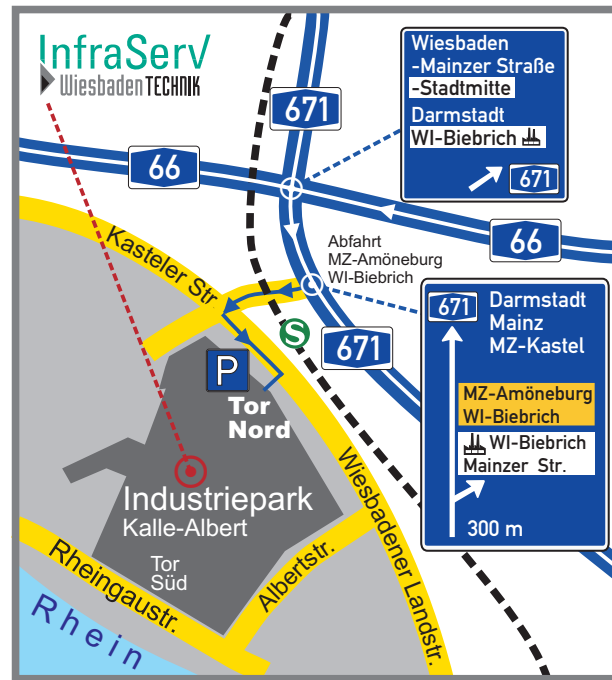 InfraServ
Wiesbaden TECHNIK
671
66
Wiesbaden
-Mainzer Straße
-Stadtmitte
Darmstadt
WI-Biebrich
671
66
Kasteler Str.
Abfahrt
MZ-Amöneburg
WI-Biebrich
S
671
671
Darmstadt
Mainz
MZ-Kastel
MZ-Amöneburg
WI-Biebrich
WI-Biebrich
Mainzer Str.
300 m
P
Tor
Nord
Industriepark
Kalle-Albert
Tor
Süd
Wiesbadener Landstr.
Albertstr.
Rheingaustr.
Rhein